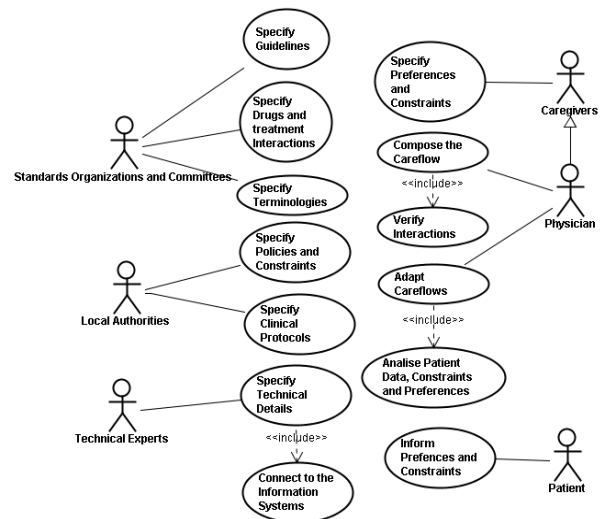 Specify
Guidelines
Specify
Drugs and
treatment
Interactions
Standards Organizations and Committees
Specify
Terminologies
Specify
Policies and
Constraints
Local Authorities
Specify
Clinical
Protocols
Specify
Technical
Details
Technical Experts
<<include>>
Connect to the
Information
Systems
Specify
Preferences
and
Constraints
Caregivers
Compose the
Careflow
<<include>>
Physician
Verify
Interactions
Adapt
Careflows
<<include>>
Analise Patient
Data, Constraints
and Preferences
Inform
Prefences and
Constraints
Patient